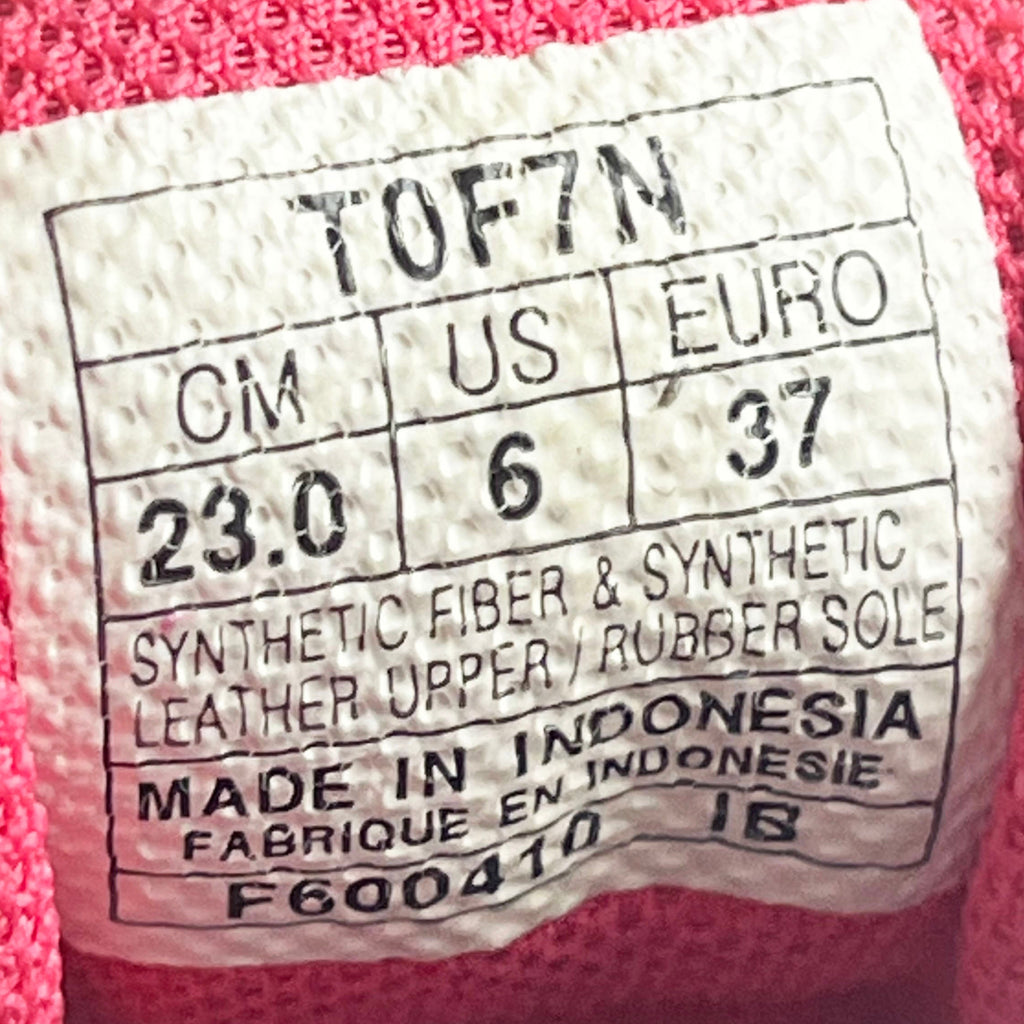 T0F7N
CM US EURO
23.0 6 37
SYNTHETIC FIBER & SYNTHETIC
LEATHER UPPER / RUBBER SOLE
MADE IN INDONESIA
FABRIQUE EN INDONESIE
F600410 IB